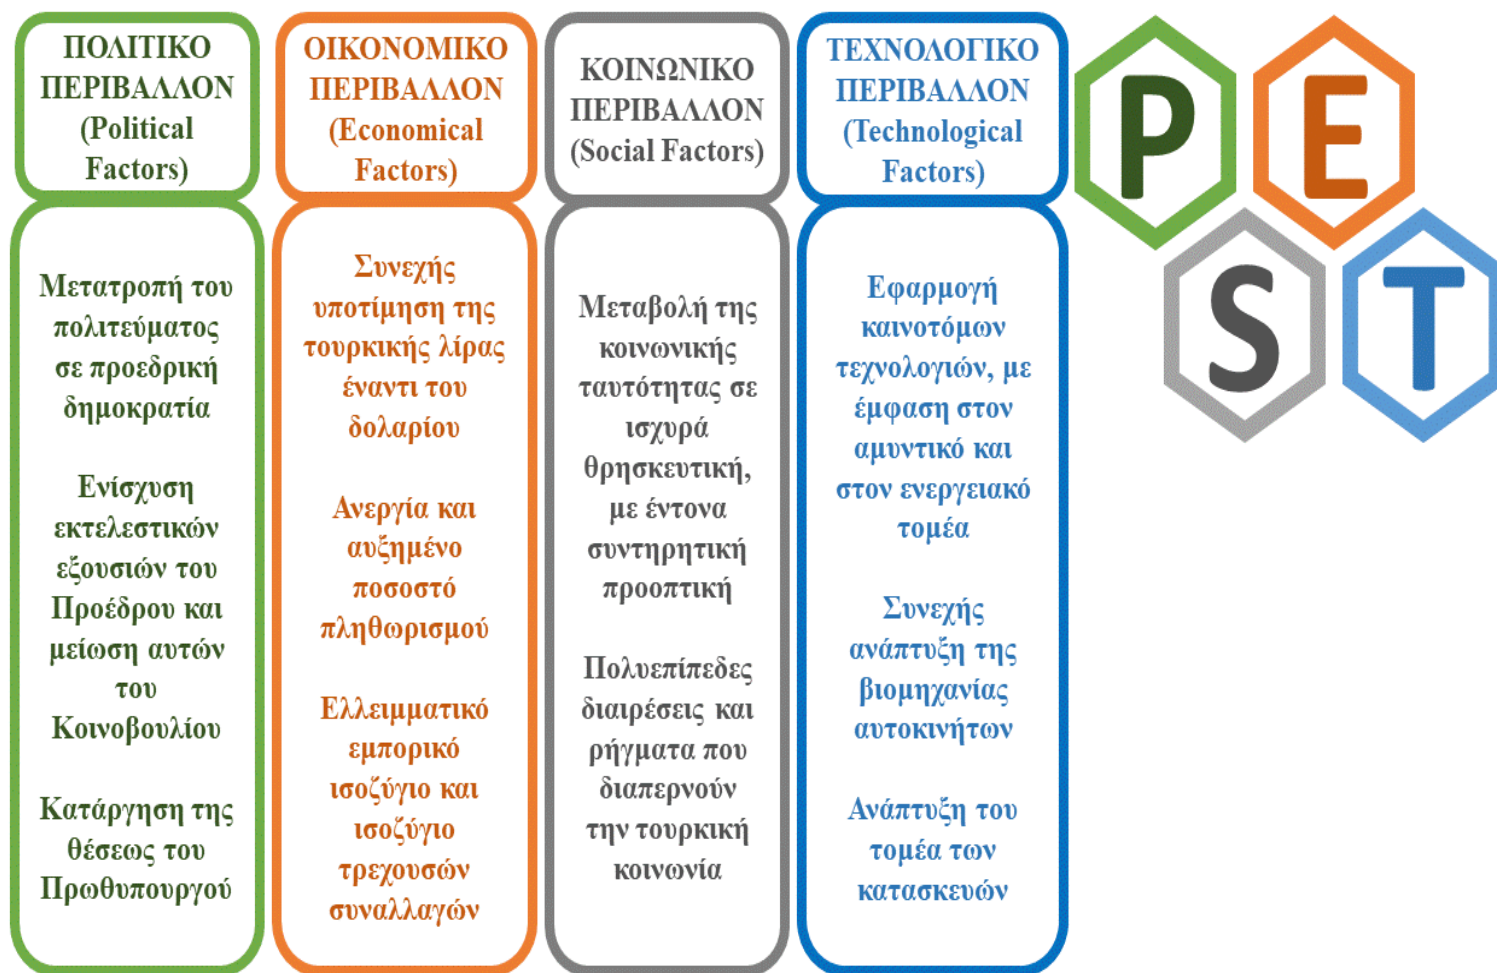 ΠΟΛΙΤΙΚΟ
ΠΕΡΙΒΑΛΛΟΝ
(Political
Factors)
Μετατροπή του
πολιτεύματος
σε προεδρική
δημοκρατία
Ενίσχυση
εκτελεστικών
εξουσιών του
Προέδρου και
μείωση αυτών
του
Κοινοβουλίου
Κατάργηση της
θέσεως του
Πρωθυπουργού
ΟΙΚΟΝΟΜΙΚΟ
ΠΕΡΙΒΑΛΛΟΝ
(Economical
Factors)
Συνεχής
υποτίμηση της
τουρκικής λίρας
έναντι του
δολαρίου
Ανεργία και
αυξημένο
ποσοστό
πληθωρισμού
Ελλειμματικό
εμπορικό
ισοζύγιο και
ισοζύγιο
τρεχουσών
συναλλαγών
ΚΟΙΝΩΝΙΚΟ
ΠΕΡΙΒΑΛΛΟΝ
(Social Factors)
Μεταβολή της
κοινωνικής
ταυτότητας σε
ισχυρά
θρησκευτική,
με έντονα
συντηρητική
προοπτική
Πολυεπίπεδες
διαιρέσεις και
ρήγματα που
διαπερνούν
την τουρκική
κοινωνία
ΤΕΧΝΟΛΟΓΙΚΟ
ΠΕΡΙΒΑΛΛΟΝ
(Technological
Factors)
Εφαρμογή
καινοτόμων
τεχνολογιών, με
έμφαση στον
αμυντικό και
στον ενεργειακό
τομέα
Συνεχής
ανάπτυξη της
βιομηχανίας
αυτοκινήτων
Ανάπτυξη του
τομέα των
κατασκευών
P E
S T